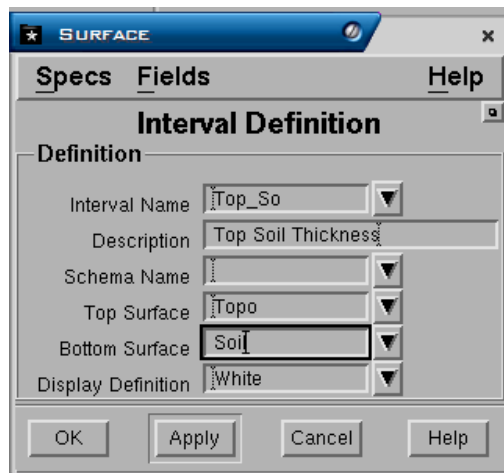 SURFACE
Specs Fields Help
Interval Definition
Definition
Interval Name Top_So
Description Top Soil Thickness
Schema Name
Top Surface Topo
Bottom Surface Soil
Display Definition White
OK Apply Cancel Help